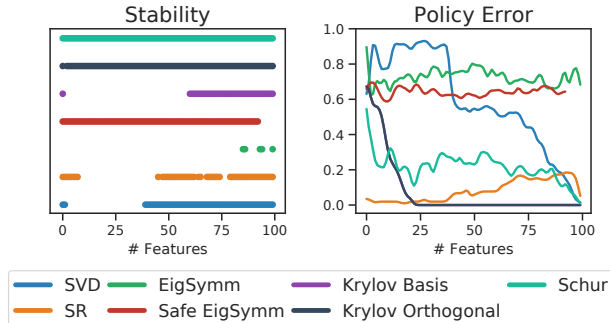 Stability
Policy Error
1.0
0.8
0.6
0.4
0.2
0.0
0 25 50 75 100
0 25 50 75 100
# Features
# Features
SVD EigSymm Krylov Basis Schur
SR Safe EigSymm Krylov Orthogonal